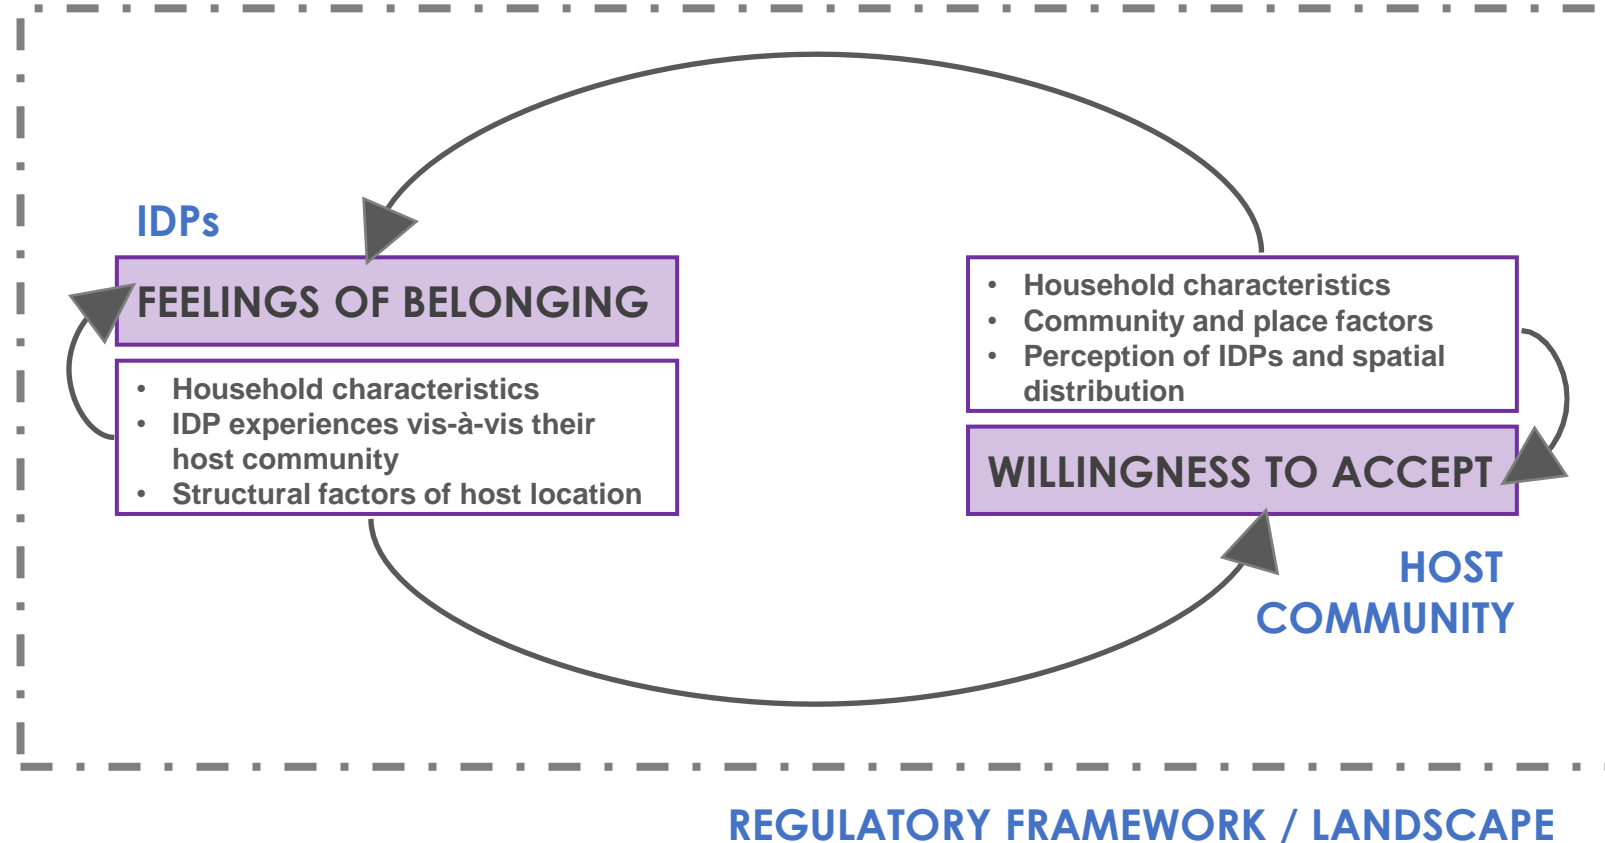 IDPs
FEELINGS OF BELONGING
• Household characteristics
• IDP experiences vis-à-vis their
host community
• Structural factors of host location
• Household characteristics
• Community and place factors
• Perception of IDPs and spatial
distribution
WILLINGNESS TO ACCEPT
HOST
COMMUNITY
REGULATORY FRAMEWORK / LANDSCAPE